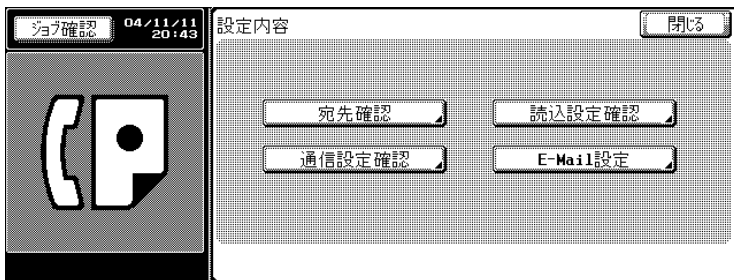 ジョブ確認
04/11/11
20:43
設定内容
閉じる
宛先確認
読込設定確認
通信設定確認
E-Mail設定